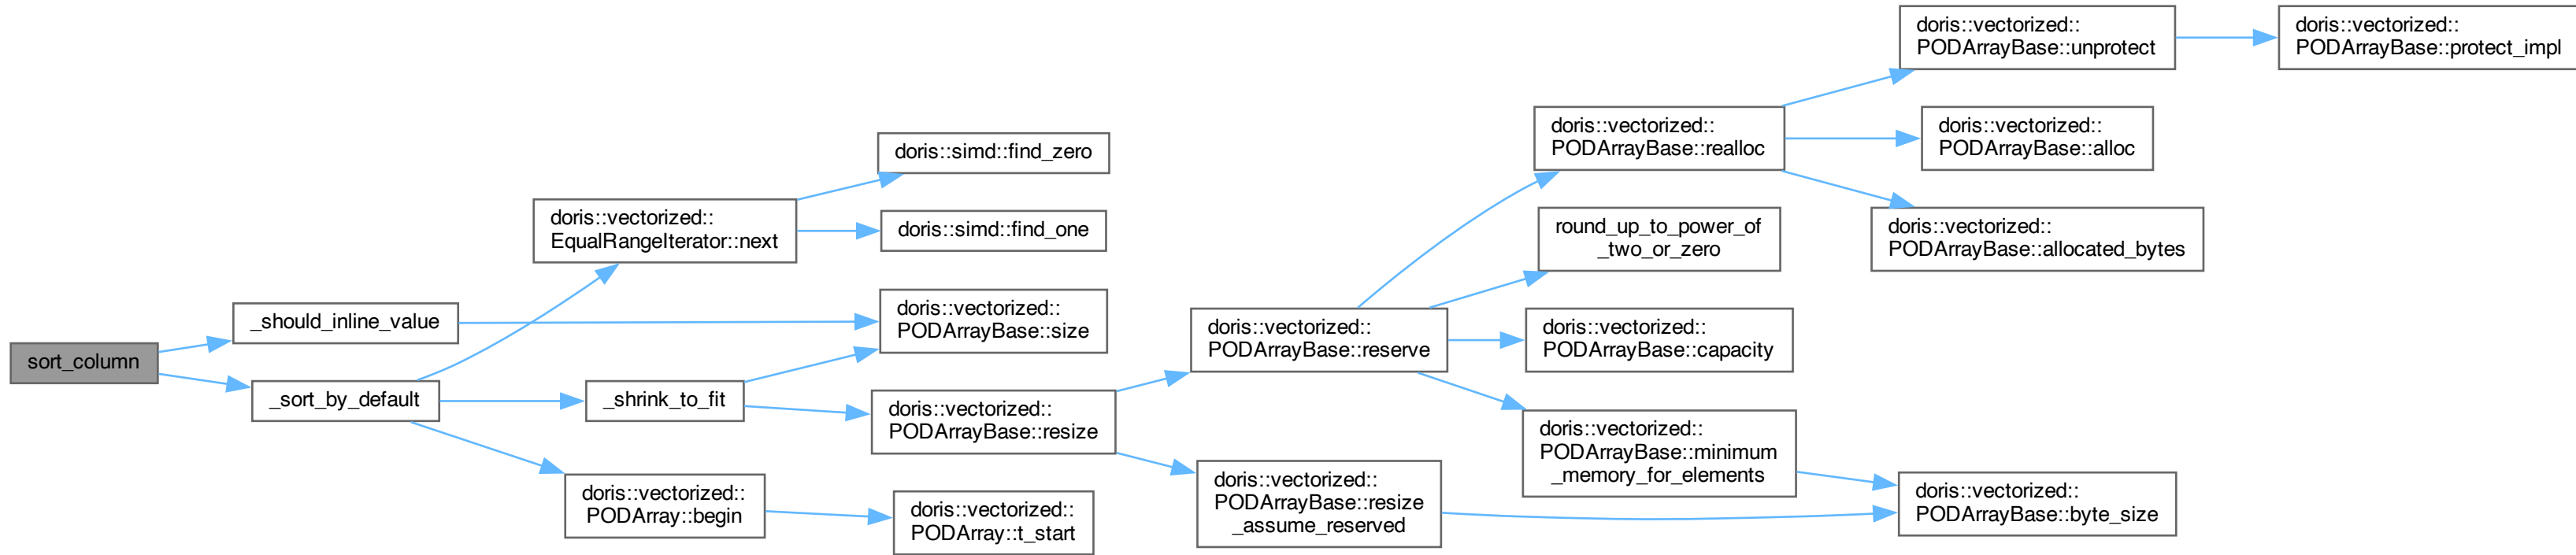 sort_column
_should_inline_value
_sort_by_default
doris::vectorized::
EqualRangeIterator::next
_shrink_to_fit
doris::vectorized::
PODArray::begin
doris::simd::find_zero
doris::simd::find_one
doris::vectorized::
PODArrayBase::size
doris::vectorized::
PODArrayBase::resize
doris::vectorized::
PODArray::t_start
doris::vectorized::
PODArrayBase::reserve
doris::vectorized::
PODArrayBase::resize
_assume_reserved
doris::vectorized::
PODArrayBase::realloc
round_up_to_power_of
_two_or_zero
doris::vectorized::
PODArrayBase::capacity
doris::vectorized::
PODArrayBase::minimum
_memory_for_elements
doris::vectorized::
PODArrayBase::unprotect
doris::vectorized::
PODArrayBase::alloc
doris::vectorized::
PODArrayBase::allocated_bytes
doris::vectorized::
PODArrayBase::byte_size
doris::vectorized::
PODArrayBase::protect_impl